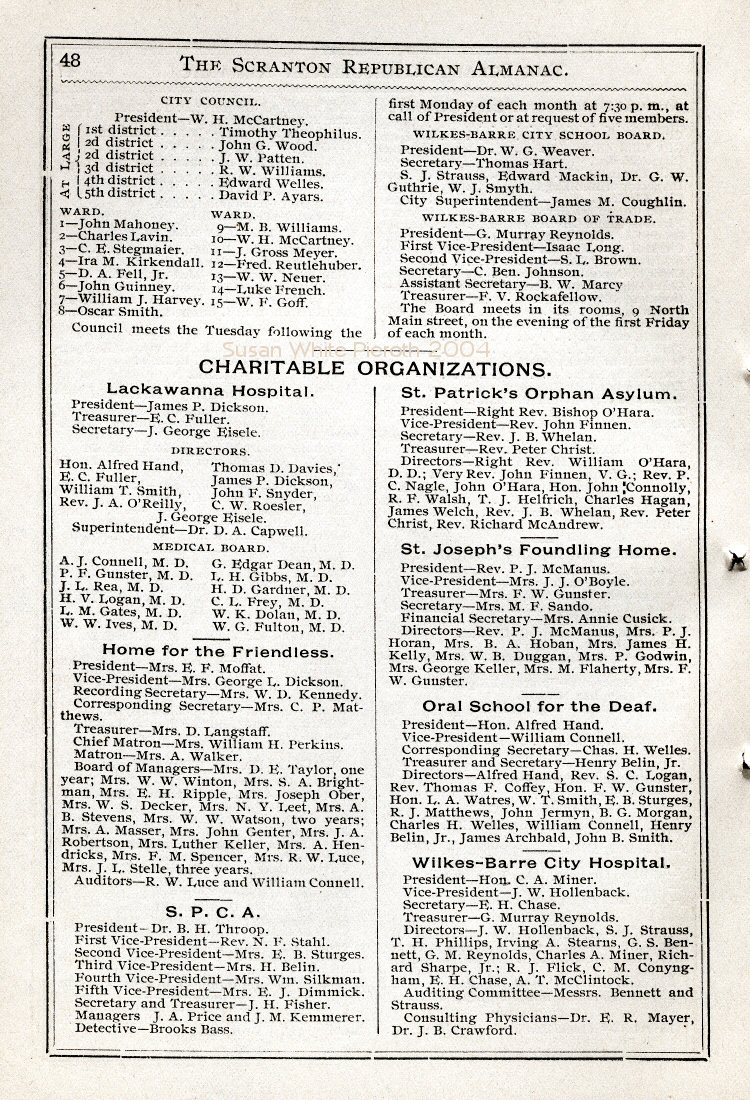 48
THE SCRANTON REPUBLICAN ALMANAC.
CITY COUNCIL.
President—W. H. McCartney.
AT LARGE
1st district . . . . . Timothy Theophilus.
2d district . . . . . John G. Wood.
2d district . . . . . J. W. Patten.
3d district . . . . . R. W. Williams.
4th district . . . . . Edward Welles.
5th district . . . . . David P. Ayars.
WARD.
1—John Mahoney.
2—Charles Lavin.
3—C. E. Stegmaier.
4—Ira M. Kirkendall.
5—D. A. Fell, Jr.
6—John Guinney.
7—William J. Harvey.
8—Oscar Smith.
WARD.
9—M. B. Williams.
10—W. H. McCartney.
11—J. Gross Meyer.
12—Fred. Reutlehuber.
13—W. W. Neuer.
14—Luke French.
15—W. F. Goff.
Council meets the Tuesday following the
first Monday of each month at 7:30 p. m., at
call of President or at request of five members.
WILKES-BARRE CITY SCHOOL BOARD.
President—Dr. W. G. Weaver.
Secretary—Thomas Hart.
S. J. Strauss, Edward Mackin, Dr. G. W.
Guthrie, W. J. Smyth.
City Superintendent—James M. Coughlin.
WILKES-BARRE BOARD OF TRADE.
President—G. Murray Reynolds.
First Vice-President—Isaac Long.
Second Vice-President—S. L. Brown.
Secretary—C. Ben. Johnson.
Assistant Secretary—B. W. Marcy
Treasurer—F. V. Rockafellow.
The Board meets in its rooms, 9 North
Main street, on the evening of the first Friday
of each month.
Susan White Pieroth 2004
CHARITABLE ORGANIZATIONS.
Lackawanna Hospital.
President—James P. Dickson.
Treasurer—E. C. Fuller.
Secretary—J. George Eisele.
DIRECTORS.
Hon. Alfred Hand, Thomas D. Davies,
E. C. Fuller, James P. Dickson,
William T. Smith, John F. Snyder,
Rev. J. A. O'Reilly, C. W. Roesler,
J. George Eisele.
Superintendent—Dr. D. A. Capwell.
MEDICAL BOARD.
A. J. Connell, M. D. G. Edgar Dean, M. D.
P. F. Gunster, M. D. L. H. Gibbs, M. D.
J. L. Rea, M. D. H. D. Gardner, M. D.
H. V. Logan, M. D. C. L. Frey, M. D.
L. M. Gates, M. D. W. K. Dolan, M. D.
W. W. Ives, M. D. W. G. Fulton, M. D.
Home for the Friendless.
President—Mrs. E. F. Moffat.
Vice-President—Mrs. George L. Dickson.
Recording Secretary—Mrs. W. D. Kennedy.
Corresponding Secretary—Mrs. C. P. Mat-
thews.
Treasurer—Mrs. D. Langstaff.
Chief Matron—Mrs. William H. Perkins.
Matron—Mrs. A. Walker.
Board of Managers—Mrs. D. E. Taylor, one
year; Mrs. W. W. Winton, Mrs. S. A. Bright-
man, Mrs. E. H. Ripple, Mrs. Joseph Ober,
Mrs. W. S. Decker, Mrs. N. Y. Leet, Mrs. A.
B. Stevens, Mrs. W. W. Watson, two years;
Mrs. A. Masser, Mrs. John Genter, Mrs. J. A.
Robertson, Mrs. Luther Keller, Mrs. A. Hen-
dricks, Mrs. F. M. Spencer, Mrs. R. W. Luce,
Mrs. J. L. Stelle, three years.
Auditors—R. W. Luce and William Connell.
S. P. C. A.
President—Dr. B. H. Throop.
First Vice-President—Rev. N. F. Stahl.
Second Vice-President—Mrs. E. B. Sturges.
Third Vice-President—Mrs. H. Belin.
Fourth Vice-President—Mrs. Wm. Silkman.
Fifth Vice-President—Mrs. E. J. Dimmick.
Secretary and Treasurer—J. H. Fisher.
Managers J. A. Price and J. M. Kemmerer.
Detective—Brooks Bass.
St. Patrick's Orphan Asylum.
President—Right Rev. Bishop O'Hara.
Vice-President—Rev. John Finnen.
Secretary—Rev. J. B. Whelan.
Treasurer—Rev. Peter Christ.
Directors—Right Rev. William O'Hara,
D. D.; Very Rev. John Finnen, V. G.; Rev. P.
C. Nagle, John O'Hara, Hon. John Connolly,
R. F. Walsh, T. J. Helfrich, Charles Hagan,
James Welch, Rev. J. B. Whelan, Rev. Peter
Christ, Rev. Richard McAndrew.
St. Joseph's Foundling Home.
President—Rev. P. J. McManus.
Vice-President—Mrs. J. J. O'Boyle.
Treasurer—Mrs. F. W. Gunster.
Secretary—Mrs. M. F. Sando.
Financial Secretary—Mrs. Annie Cusick.
Directors—Rev. P. J. McManus, Mrs. P. J.
Horan, Mrs. B. A. Hoban, Mrs. James H.
Kelly, Mrs. W. B. Duggan, Mrs. P. Godwin,
Mrs. George Keller, Mrs. M. Flaherty, Mrs. F.
W. Gunster.
Oral School for the Deaf.
President—Hon. Alfred Hand.
Vice-President—William Connell.
Corresponding Secretary—Chas. H. Welles.
Treasurer and Secretary—Henry Belin, Jr.
Directors—Alfred Hand, Rev. S. C. Logan,
Rev. Thomas F. Coffey, Hon. F. W. Gunster,
Hon. L. A. Watres, W. T. Smith, E. B. Sturges,
R. J. Matthews, John Jermyn, B. G. Morgan,
Charles H. Welles, William Connell, Henry
Belin, Jr., James Archbald, John B. Smith.
Wilkes-Barre City Hospital.
President—Hon. C. A. Miner.
Vice-President—J. W. Hollenback.
Secretary—E. H. Chase.
Treasurer—G. Murray Reynolds.
Directors—J. W. Hollenback, S. J. Strauss,
T. H. Phillips, Irving A. Stearns, G. S. Ben-
nett, G. M. Reynolds, Charles A. Miner, Rich-
ard Sharpe, Jr.; R. J. Flick, C. M. Conyng-
ham, E. H. Chase, A. T. McClintock.
Auditing Committee—Messrs. Bennett and
Strauss.
Consulting Physicians—Dr. E. R. Mayer,
Dr. J. B. Crawford.